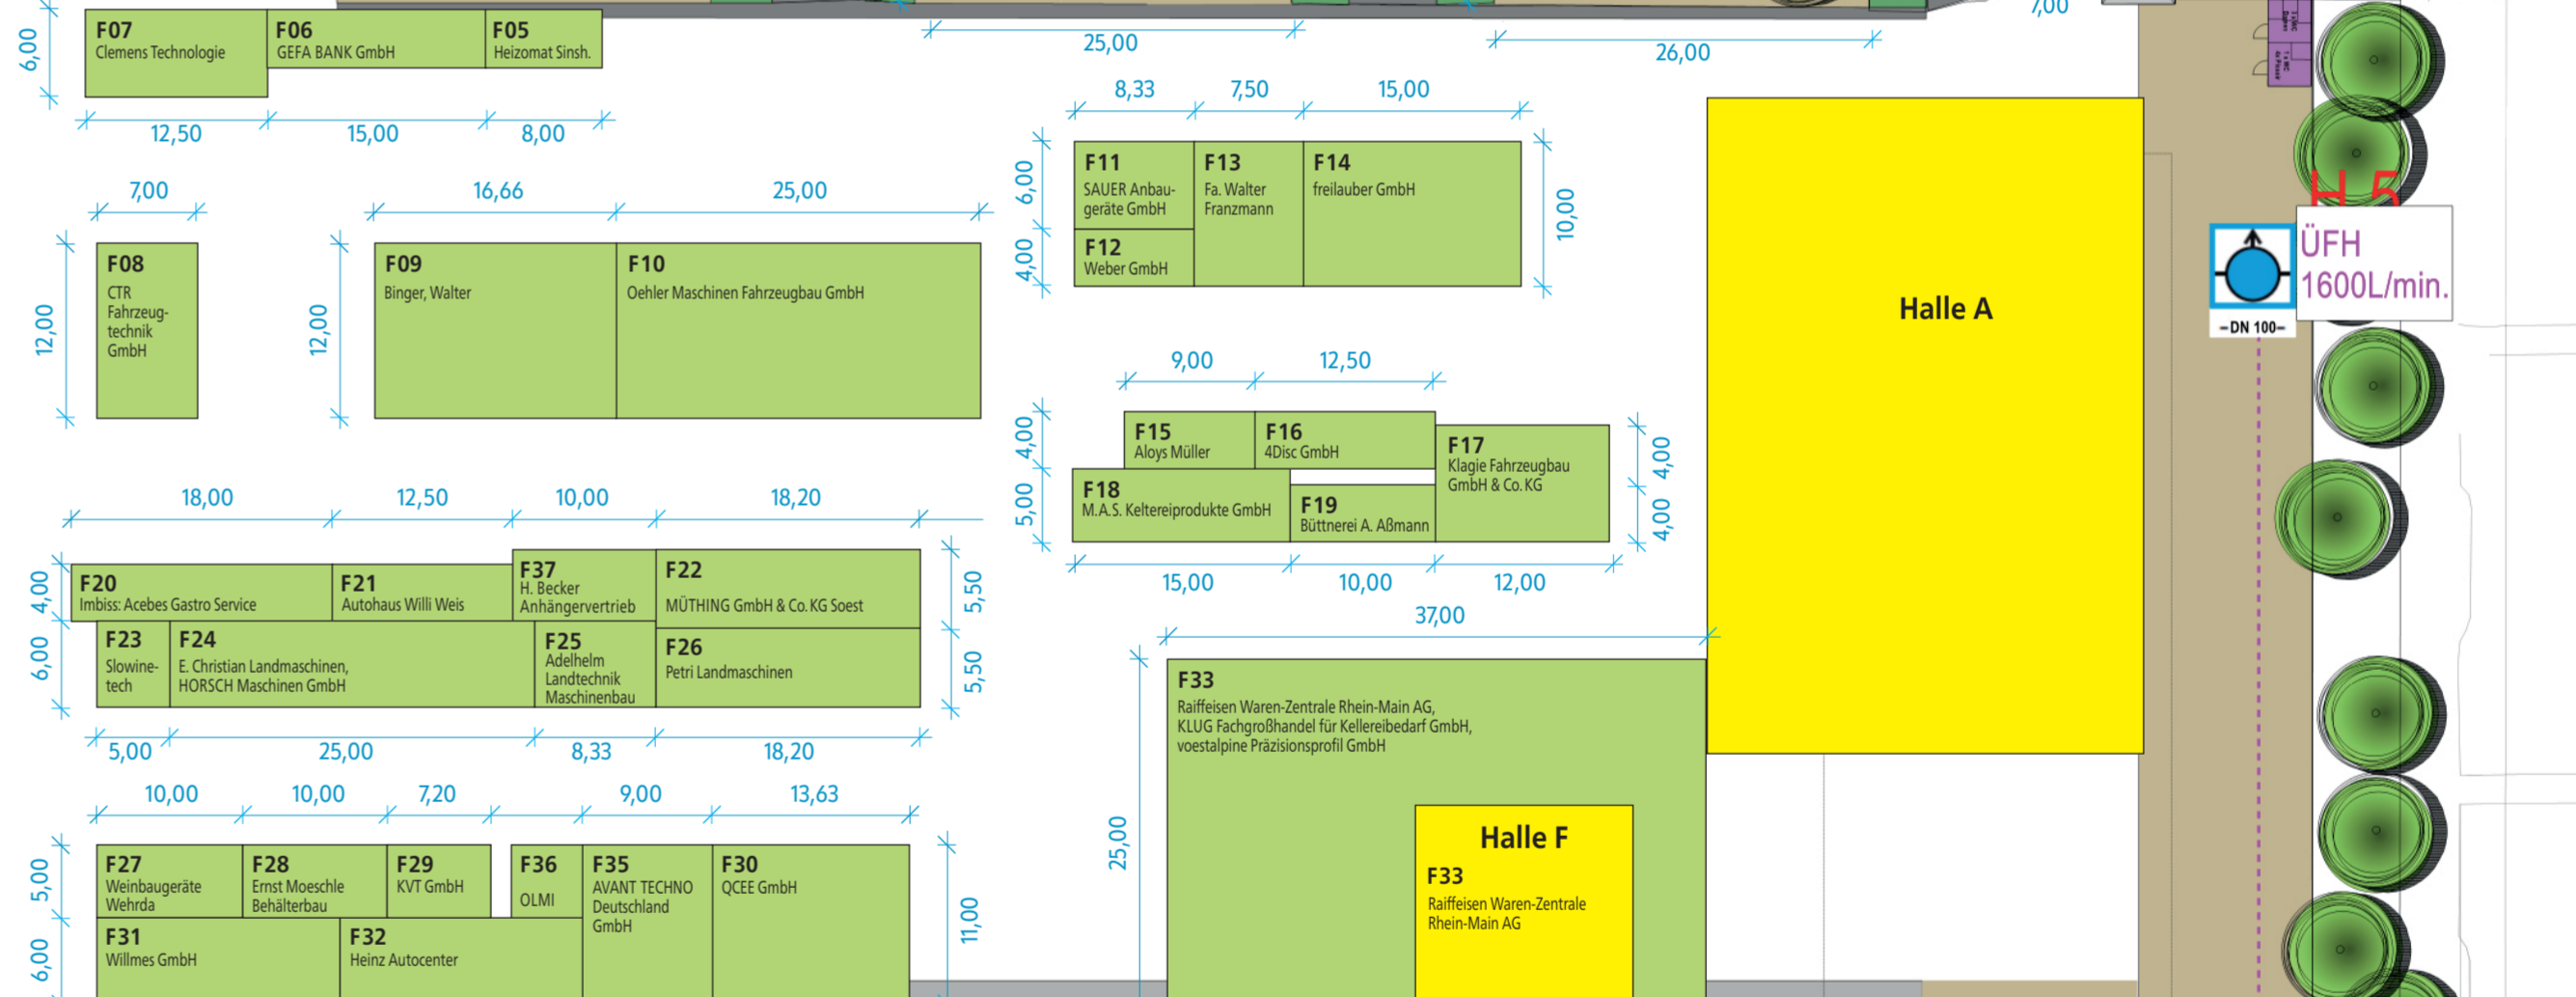 F07
Clemens Technologie
F06
GEFA BANK GmbH
F05
Heizomat Sinsh.
6,00
12,50
15,00
8,00
25,00
26,00
7,00
8,33
7,50
15,00
6,00
4,00
10,00
F11
SAUER Anbau-
geräte GmbH
F12
Weber GmbH
F13
Fa. Walter
Franzmann
F14
freilauber GmbH
Halle A
H 5
ÜFH
1600L/min.
–DN 100–
7,00
16,66
25,00
12,00
12,00
F08
CTR
Fahrzeug-
technik
GmbH
F09
Binger, Walter
F10
Oehler Maschinen Fahrzeugbau GmbH
9,00
12,50
4,00
5,00
4,00
4,00
F15
Aloys Müller
F16
4Disc GmbH
F17
Klagie Fahrzeugbau
GmbH & Co. KG
F18
M.A.S. Keltereiprodukte GmbH
F19
Büttnerei A. Aßmann
15,00
10,00
12,00
18,00
12,50
10,00
18,20
4,00
6,00
5,50
5,50
F20
Imbiss: Acebes Gastro Service
F21
Autohaus Willi Weis
F37
H. Becker
Anhängervertrieb
F22
MÜTHING GmbH & Co. KG Soest
F23
Slowine-
tech
F24
E. Christian Landmaschinen,
HORSCH Maschinen GmbH
F25
Adelhelm
Landtechnik
Maschinenbau
F26
Petri Landmaschinen
5,00
25,00
8,33
18,20
37,00
25,00
F33
Raiffeisen Waren-Zentrale Rhein-Main AG,
KLUG Fachgroßhandel für Kellereibedarf GmbH,
voestalpine Präzisionsprofil GmbH
Halle F
F33
Raiffeisen Waren-Zentrale
Rhein-Main AG
10,00
10,00
7,20
9,00
13,63
5,00
6,00
11,00
F27
Weinbaugeräte
Wehrda
F28
Ernst Moeschle
Behälterbau
F29
KVT GmbH
F36
OLMI
F35
AVANT TECHNO
Deutschland
GmbH
F30
QCEE GmbH
F31
Willmes GmbH
F32
Heinz Autocenter